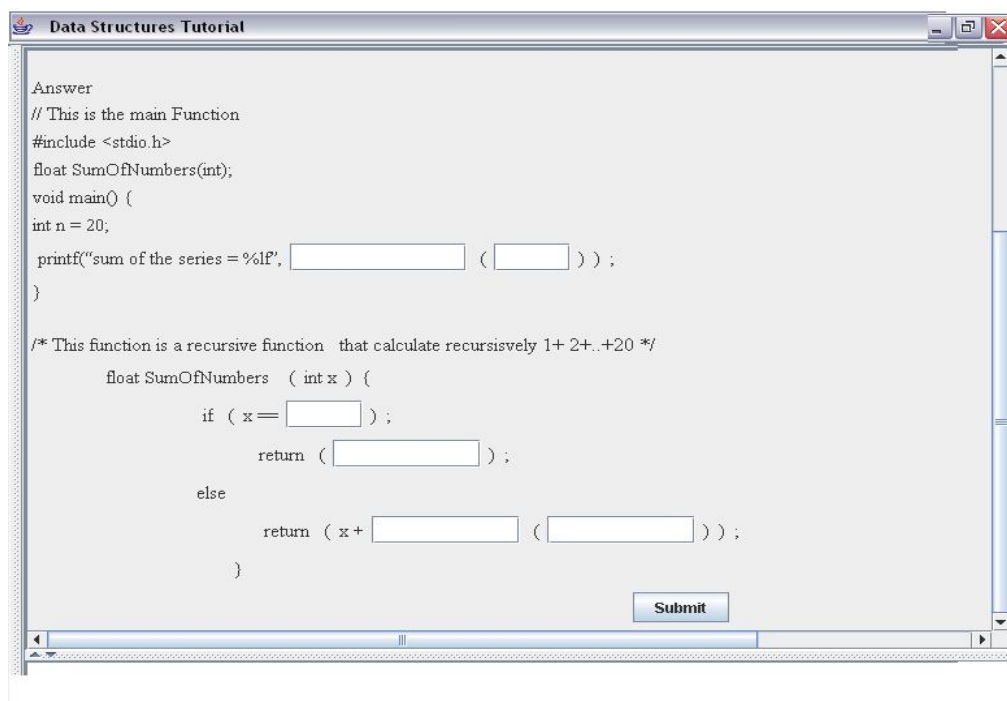 Data Structures Tutorial
Answer
// This is the main Function
#include <stdio.h>
float SumOfNumbers(int);
void main() {
int n = 20;
printf("sum of the series = %lf", ( ) ) ;
}
/* This function is a recursive function that calculate recursisvely 1+ 2+..+20 */
float SumOfNumbers ( int x ) {
if ( x == ) ;
return ( ) ;
else
return ( x + ( ) ) ;
}
Submit